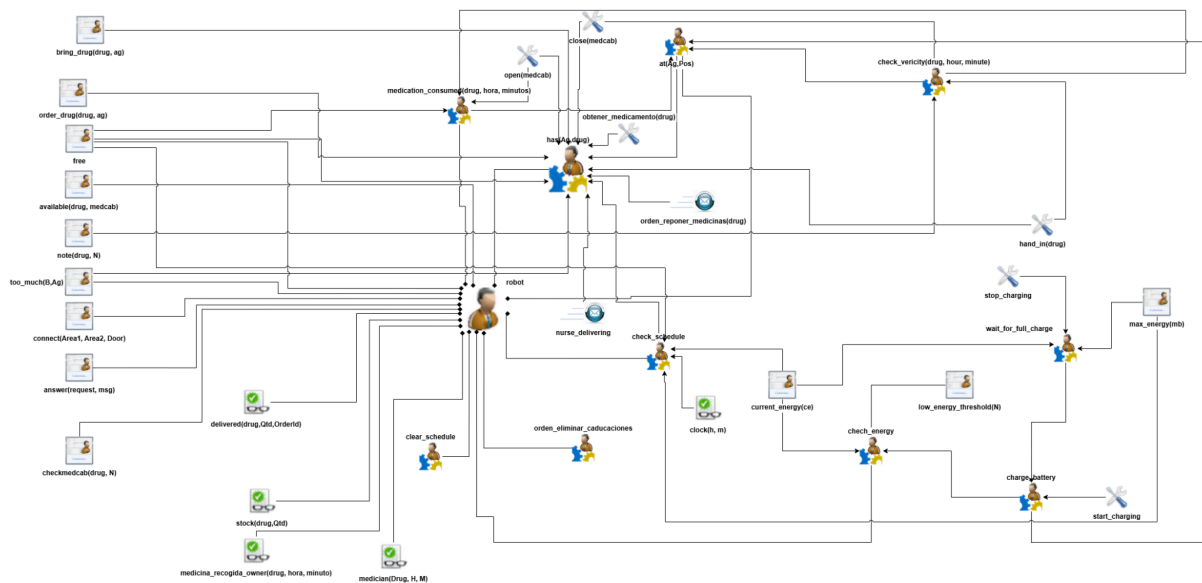 close(medcab)
bring_drug(drug, ag)
at(Ag,Pos)
check_vericity(drug, hour, minute)
open(medcab)
medication_consumed(drug, hora, minutos)
order_drug(drug, ag)
obtener_medicamento(drug)
has(Ag,drug)
free
available(drug, medcab)
orden_reponer_medicinas(drug)
hand_in(drug)
note(drug, N)
too_much(B,Ag)
robot
stop_charging
max_energy(mb)
wait_for_full_charge
nurse_delivering
check_schedule
connect(Area1, Area2, Door)
answer(request, msg)
current_energy(ce)
low_energy_threshold(N)
delivered(drug,Qtd,OrderId)
clock(h, m)
orden_eliminar_caducaciones
chech_energy
clear_schedule
checkmedcab(drug, N)
charge_battery
start_charging
stock(drug,Qtd)
medicina_recogida_owner(drug, hora, minuto)
medician(Drug, H, M)